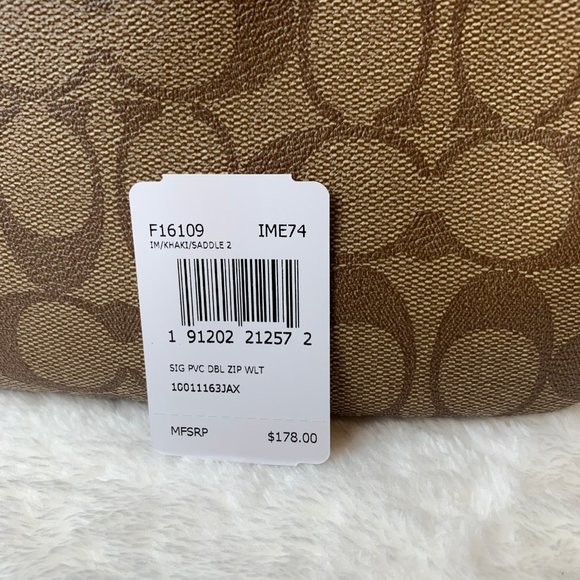 F16109 IME74
IM/KHAKI/SADDLE 2
1 91202 21257 2
SIG PVC DBL ZIP WLT
10011163JAX
MFSRP $178.00